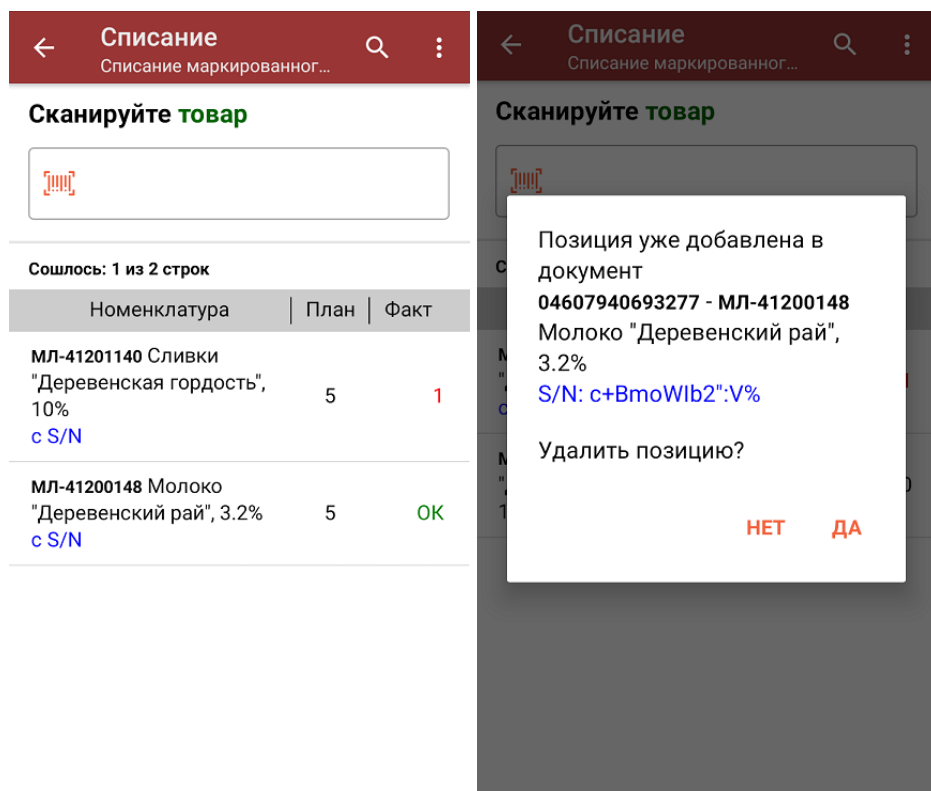 Списание
Списание маркированног...
Сканируйте товар
Сошлось: 1 из 2 строк
Номенклатура План Факт
МЛ-41201140 Сливки
"Деревенская гордость", 5 1
10%
с S/N
МЛ-41200148 Молоко
"Деревенский рай", 3.2% 5 ОК
с S/N
Списание
Списание маркированног...
Сканируйте товар
Позиция уже добавлена в
документ
04607940693277 - МЛ-41200148
Молоко "Деревенский рай",
3.2%
S/N: c+BmoWIb2":V%
Удалить позицию?
НЕТ ДА